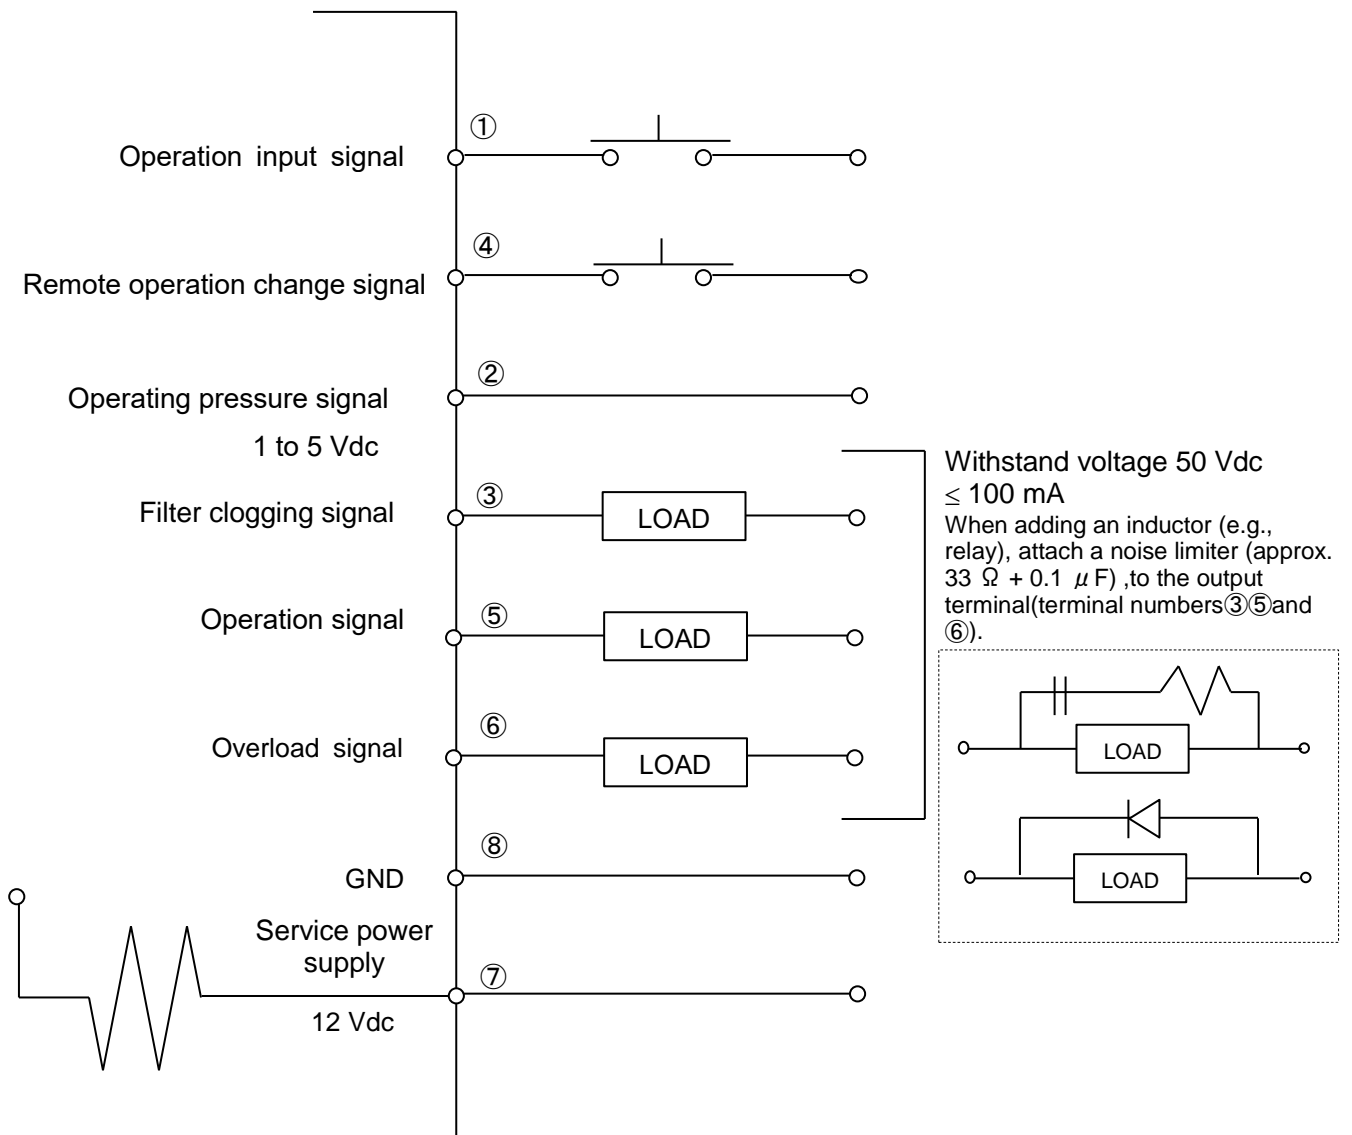 ①
Operation input signal
④
Remote operation change signal
②
Operating pressure signal
1 to 5 Vdc
③
Filter clogging signal
LOAD
⑤
Operation signal
LOAD
⑥
Overload signal
LOAD
⑧
GND
Service power
supply
⑦
12 Vdc
Withstand voltage 50 Vdc
≤ 100 mA
When adding an inductor (e.g.,
relay), attach a noise limiter (approx.
33 Ω + 0.1 μF) ,to the output
terminal(terminal numbers③⑤and
⑥).
LOAD
LOAD